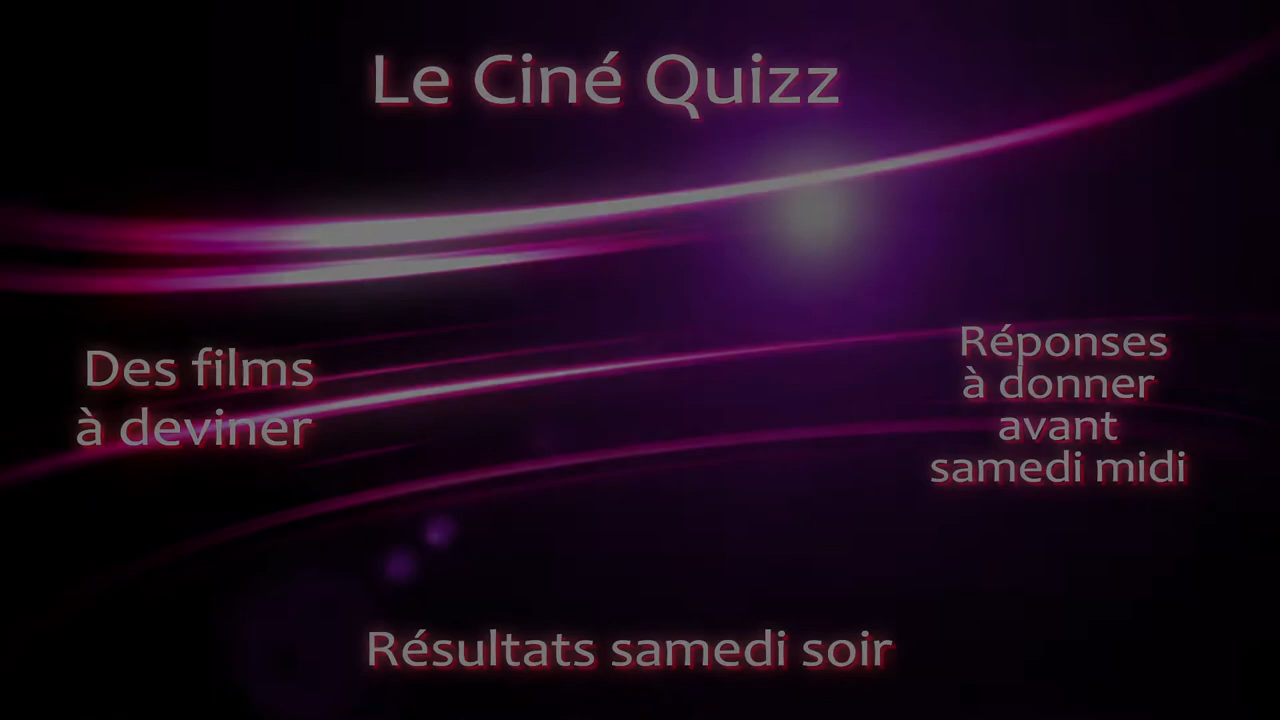 Le Ciné Quizz
Des films
à deviner
Réponses
à donner
avant
samedi midi
Résultats samedi soir